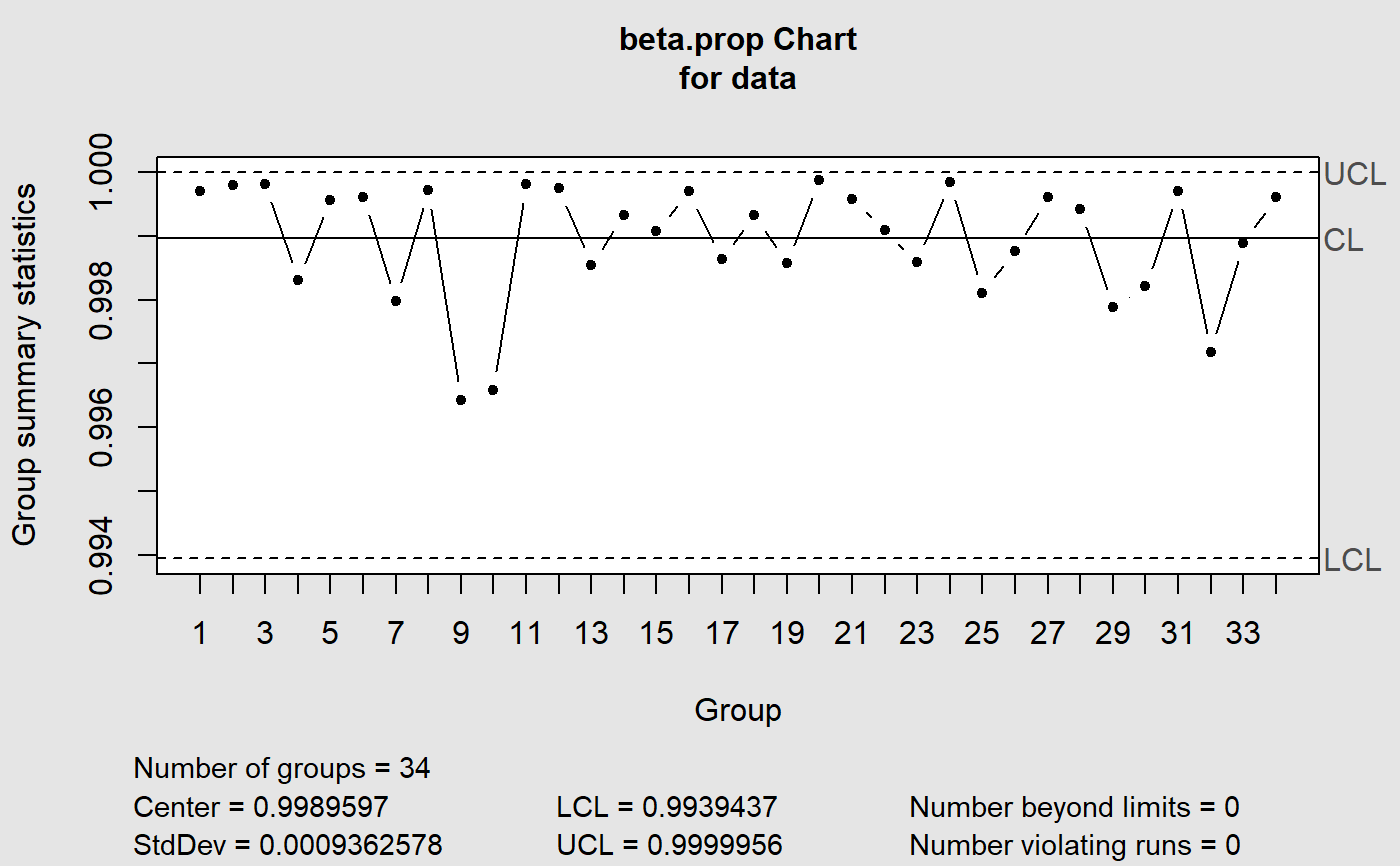 beta.prop Chart
for data
Group summary statistics
1.000
0.998
0.996
0.994
UCL
CL
LCL
1 3 5 7 9 11 13 15 17 19 21 23 25 27 29 31 33
Group
Number of groups = 34
Center = 0.9989597 LCL = 0.9939437 Number beyond limits = 0
StdDev = 0.0009362578 UCL = 0.9999956 Number violating runs = 0